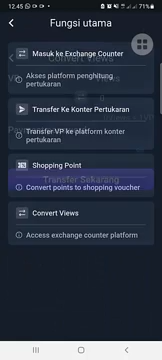 12.45
71%
Fungsi utama
Masuk ke Exchange Counter
Convert Views
Akses platform penghitung
pertukaran
Transfer Ke Konter Pertukaran
Transfer VP ke platform konter
pertukaran
Shopping Point
Transfer Sekarang
Convert points to shopping voucher
Convert Views
Access exchange counter platform